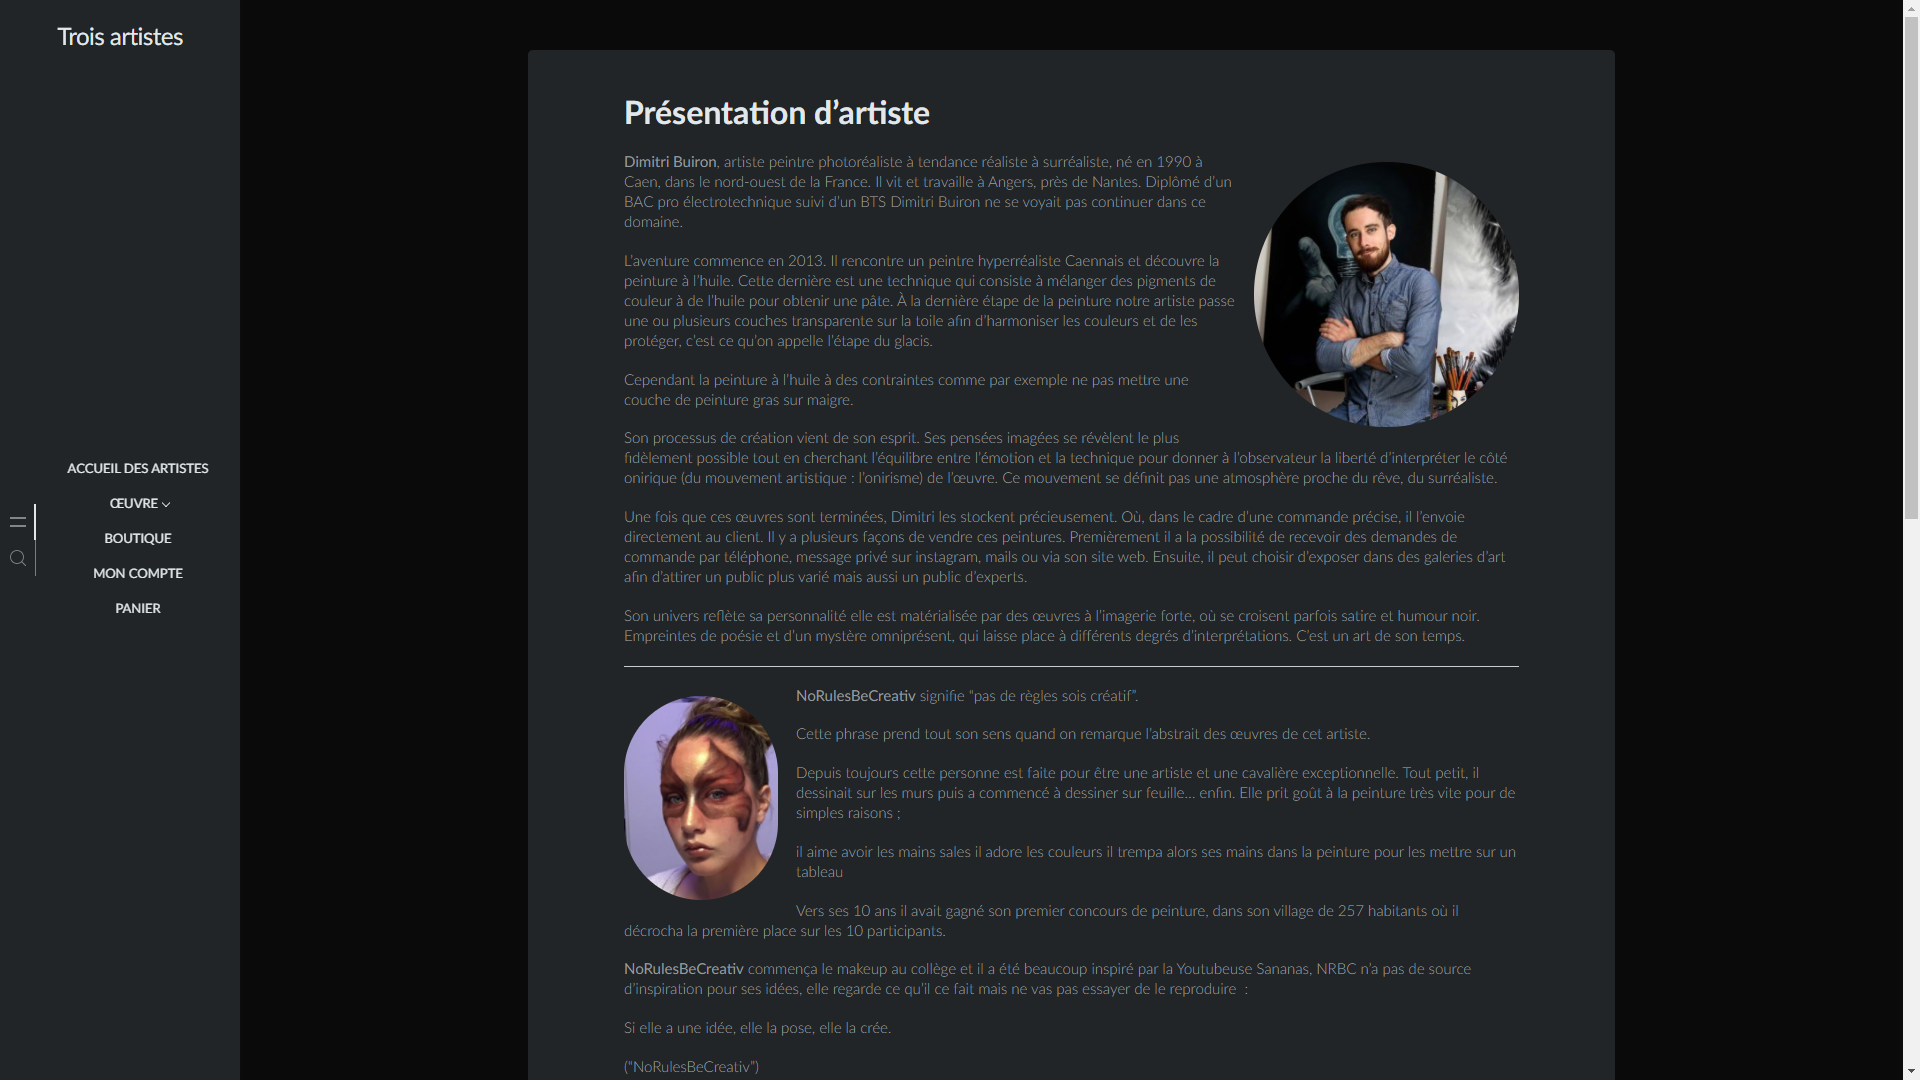 Trois artistes
ACCUEIL DES ARTISTES
ŒUVRE
BOUTIQUE
MON COMPTE
PANIER
Présentation d’artiste
Dimitri Buiron, artiste peintre photoréaliste à tendance réaliste à surréaliste, né en 1990 à
Caen, dans le nord-ouest de la France. Il vit et travaille à Angers, près de Nantes. Diplômé d’un
BAC pro électrotechnique suivi d’un BTS Dimitri Buiron ne se voyait pas continuer dans ce
domaine.
L’aventure commence en 2013. Il rencontre un peintre hyperréaliste Caennais et découvre la
peinture à l’huile. Cette dernière est une technique qui consiste à mélanger des pigments de
couleur à de l’huile pour obtenir une pâte. À la dernière étape de la peinture notre artiste passe
une ou plusieurs couches transparente sur la toile afin d’harmoniser les couleurs et de les
protéger, c’est ce qu’on appelle l’étape du glacis.
Cependant la peinture à l’huile à des contraintes comme par exemple ne pas mettre une
couche de peinture gras sur maigre.
Son processus de création vient de son esprit. Ses pensées imagées se révèlent le plus
fidèlement possible tout en cherchant l’équilibre entre l’émotion et la technique pour donner à l’observateur la liberté d’interpréter le côté
onirique (du mouvement artistique : l’onirisme) de l’œuvre. Ce mouvement se définit pas une atmosphère proche du rêve, du surréaliste.
Une fois que ces œuvres sont terminées, Dimitri les stockent précieusement. Où, dans le cadre d’une commande précise, il l’envoie
directement au client. Il y a plusieurs façons de vendre ces peintures. Premièrement il a la possibilité de recevoir des demandes de
commande par téléphone, message privé sur instagram, mails ou via son site web. Ensuite, il peut choisir d’exposer dans des galeries d’art
afin d’attirer un public plus varié mais aussi un public d’experts.
Son univers reflète sa personnalité elle est matérialisée par des œuvres à l’imagerie forte, où se croisent parfois satire et humour noir.
Empreintes de poésie et d’un mystère omniprésent, qui laisse place à différents degrés d’interprétations. C’est un art de son temps.
NoRulesBeCreativ signifie “pas de règles sois créatif”.
Cette phrase prend tout son sens quand on remarque l’abstrait des œuvres de cet artiste.
Depuis toujours cette personne est faite pour être une artiste et une cavalière exceptionnelle. Tout petit, il
dessinait sur les murs puis a commencé à dessiner sur feuille… enfin. Elle prit goût à la peinture très vite pour de
simples raisons ;
il aime avoir les mains sales il adore les couleurs il trempa alors ses mains dans la peinture pour les mettre sur un
tableau
Vers ses 10 ans il avait gagné son premier concours de peinture, dans son village de 257 habitants où il
décrocha la première place sur les 10 participants.
NoRulesBeCreativ commença le makeup au collège et il a été beaucoup inspiré par la Youtubeuse Sananas, NRBC n’a pas de source
d’inspiration pour ses idées, elle regarde ce qu’il ce fait mais ne vas pas essayer de le reproduire  :
Si elle a une idée, elle la pose, elle la crée.
(“NoRulesBeCreativ”)